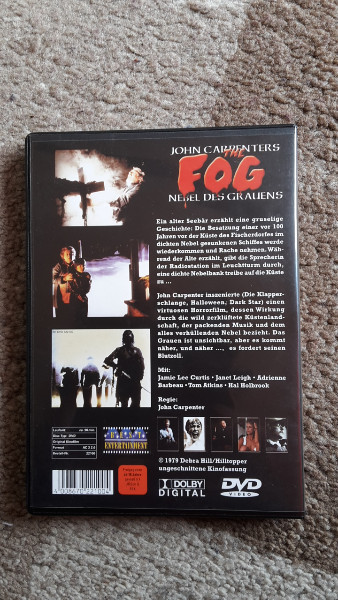 JOHN CARPENTERS
THE
FOG
NEBEL DES GRAUENS
Ein alter Seebär erzählt eine gruselige
Geschichte: Die Besatzung einer vor 100
Jahren vor der Küste des Fischerdorfes im
dichten Nebel gesunkenen Schiffes wurde
wiederkommen und Rache nehmen. Wäh-
rend der Alte erzählt, gibt die Sprecherin
der Radiostation im Leuchtturm durch,
eine dichte Nebelbank treibe auf die Küste
zu ...
John Carpenter inszenierte (Die Klapper-
schlange, Halloween, Dark Star) einen
virtuosen Horrorfilm, dessen Wirkung
durch die wild zerklüftete Küstenland-
schaft, der packenden Musik und dem
alles verhüllenden Nebel bezieht. Das
Grauen ist unsichtbar, aber es kommt
näher, und näher ..., es fordert seinen
Blutzoll.
Mit:
Jamie Lee Curtis · Janet Leigh · Adrienne
Barbeau · Tom Atkins · Hal Holbrook
Regie:
John Carpenter
ENTERTAINMENT
© 1979 Debra Hill/Hilltopper
ungeschnittene Kinofassung
DOLBY
DIGITAL
DVD
VIDEO